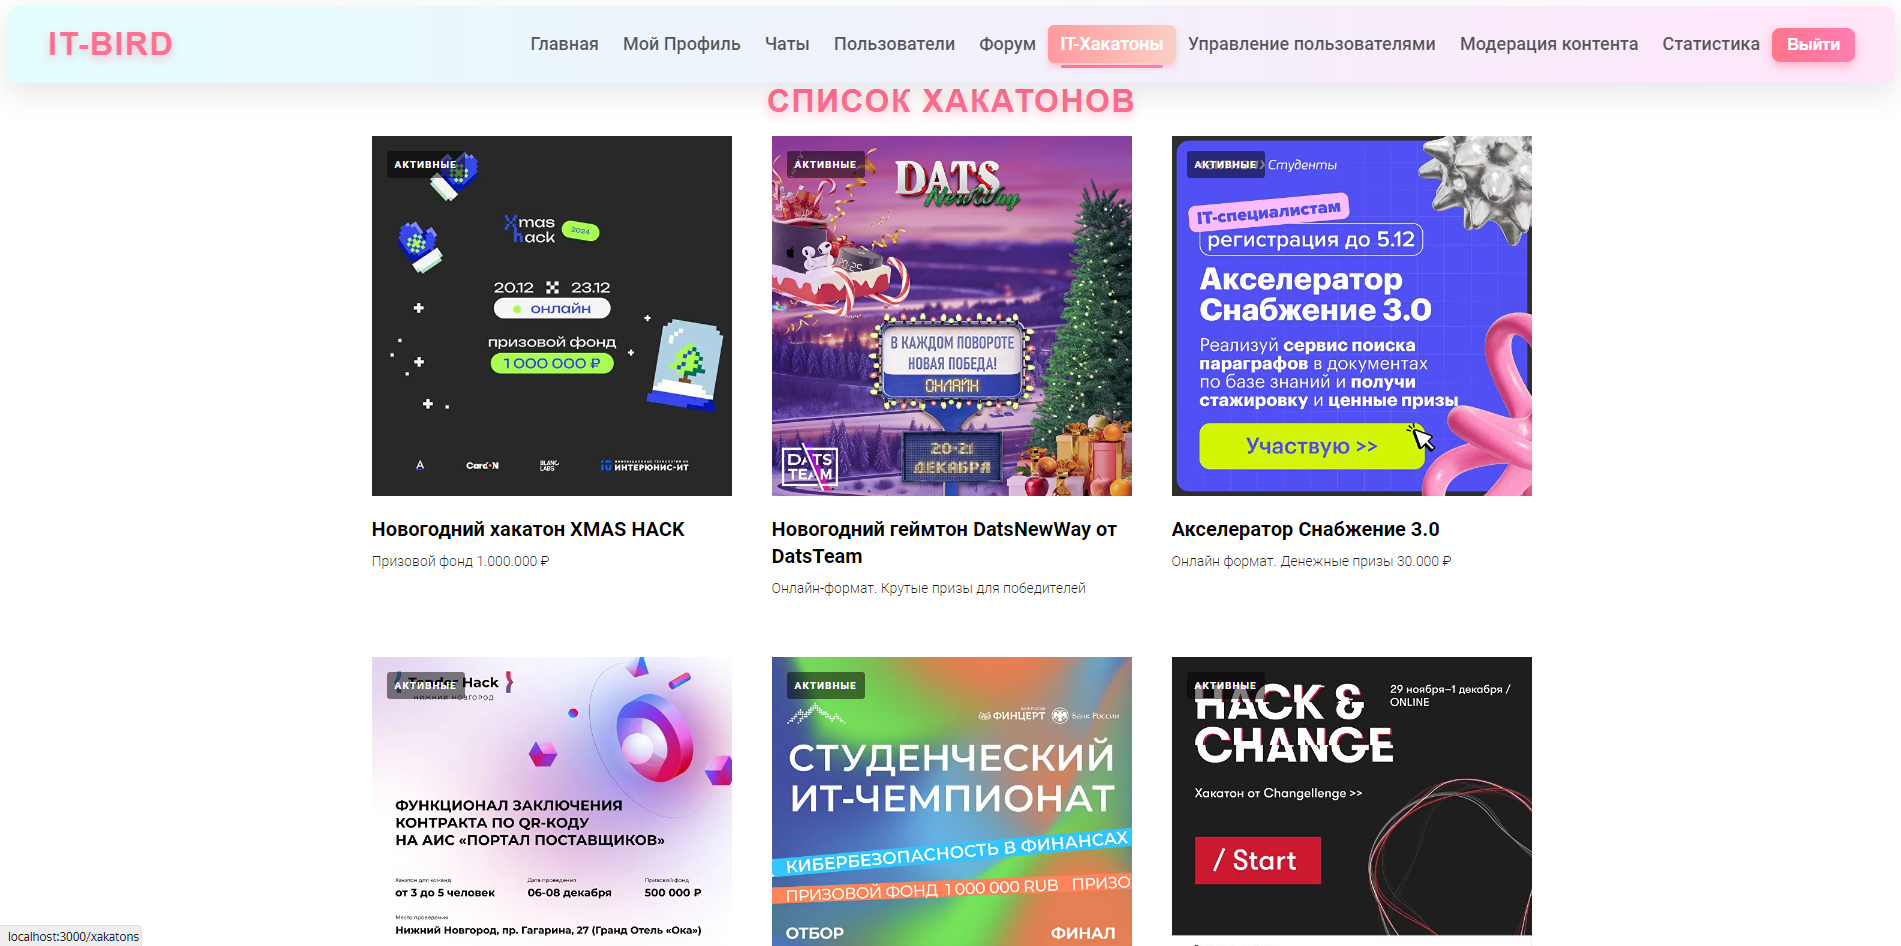 IT-BIRD
Главная
Мой Профиль
Чаты
Пользователи
Форум
IT-Хакатоны
Управление пользователями
Модерация контента
Статистика
Выйти
СПИСОК ХАКАТОНОВ
АКТИВНЫЕ
Xmas
hack
2024
20.12
23.12
онлайн
призовой фонд
1 000 000 ₽
CardON
BLANC
LABS
ИНТЕРЮНИС-ИТ
Новогодний хакатон XMAS HACK
Призовой фонд 1.000.000 ₽
АКТИВНЫЕ
DATS
NewWay
20:25
В КАЖДОМ ПОВОРОТЕ
НОВАЯ ПОБЕДА!
ОНЛАЙН
20-21
ДЕКАБРЯ
DATS
TEAM
Новогодний геймтон DatsNewWay от
DatsTeam
Онлайн-формат. Крутые призы для победителей
АКТИВНЫЕ
Студенты
IT-специалистам
регистрация до 5.12
Акселератор
Снабжение 3.0
Реализуй сервис поиска
параграфов в документах
по базе знаний и получи
стажировку и ценные призы
Участвую >>
Акселератор Снабжение 3.0
Онлайн формат. Денежные призы 30.000 ₽
АКТИВНЫЕ
Tender Hack
НИЖНИЙ НОВГОРОД
ФУНКЦИОНАЛ ЗАКЛЮЧЕНИЯ
КОНТРАКТА ПО QR-КОДУ
НА АИС «ПОРТАЛ ПОСТАВЩИКОВ»
Хакатон для команд
Дата проведения
Призовой фонд
от 3 до 5 человек
06-08 декабря
500 000 ₽
Место проведения
Нижний Новгород, пр. Гагарина, 27 (Гранд Отель «Ока»)
АКТИВНЫЕ
ФИНЦЕРТ
Банк России
СТУДЕНЧЕСКИЙ
ИТ-ЧЕМПИОНАТ
КИБЕРБЕЗОПАСНОСТЬ В ФИНАНСАХ
ПРИЗОВОЙ ФОНД 1 000 000 RUB ПРИЗО
ОТБОР
ФИНАЛ
АКТИВНЫЕ
HACK &
CHANGE
29 ноября–1 декабря /
ONLINE
Хакатон от Changellenge >>
/ Start
localhost:3000/xakatons